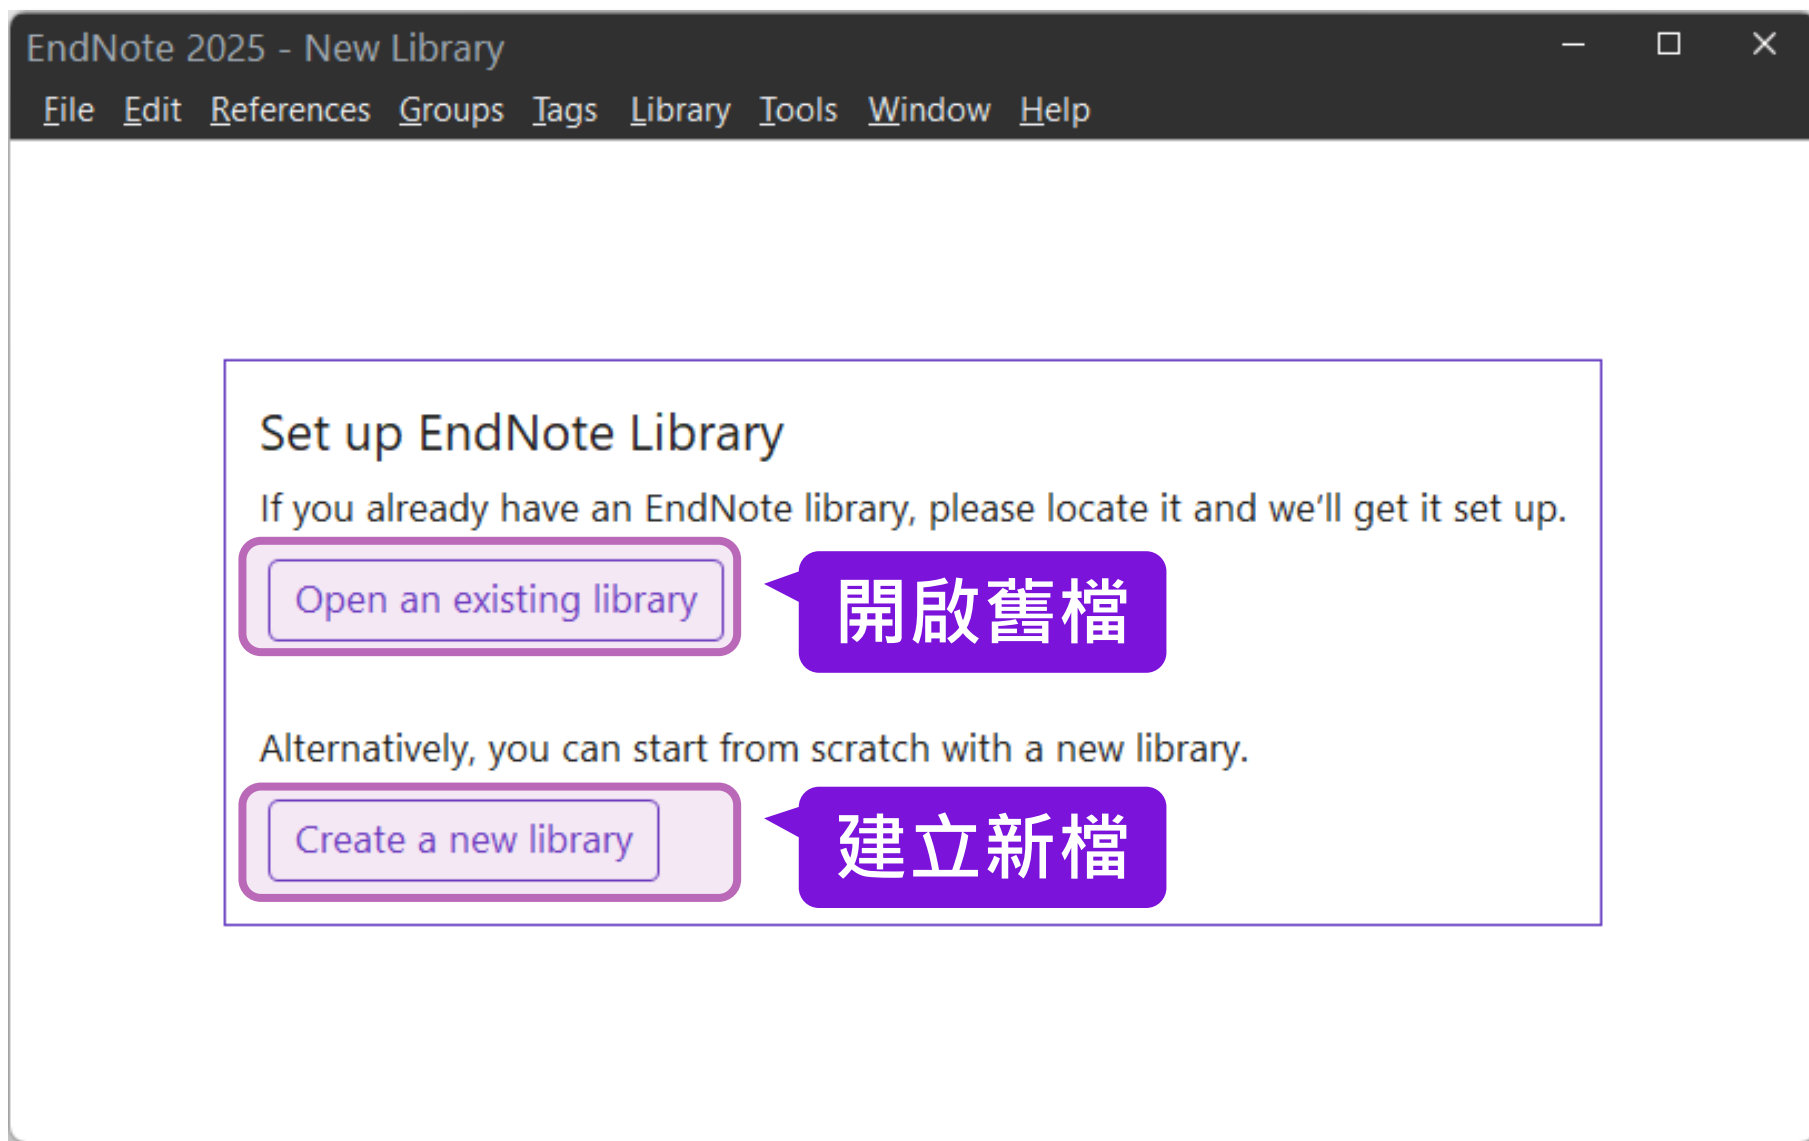 EndNote 2025 - New Library
File Edit References Groups Tags Library Tools Window Help
Set up EndNote Library
If you already have an EndNote library, please locate it and we’ll get it set up.
Open an existing library
開啟舊檔
Alternatively, you can start from scratch with a new library.
Create a new library
建立新檔